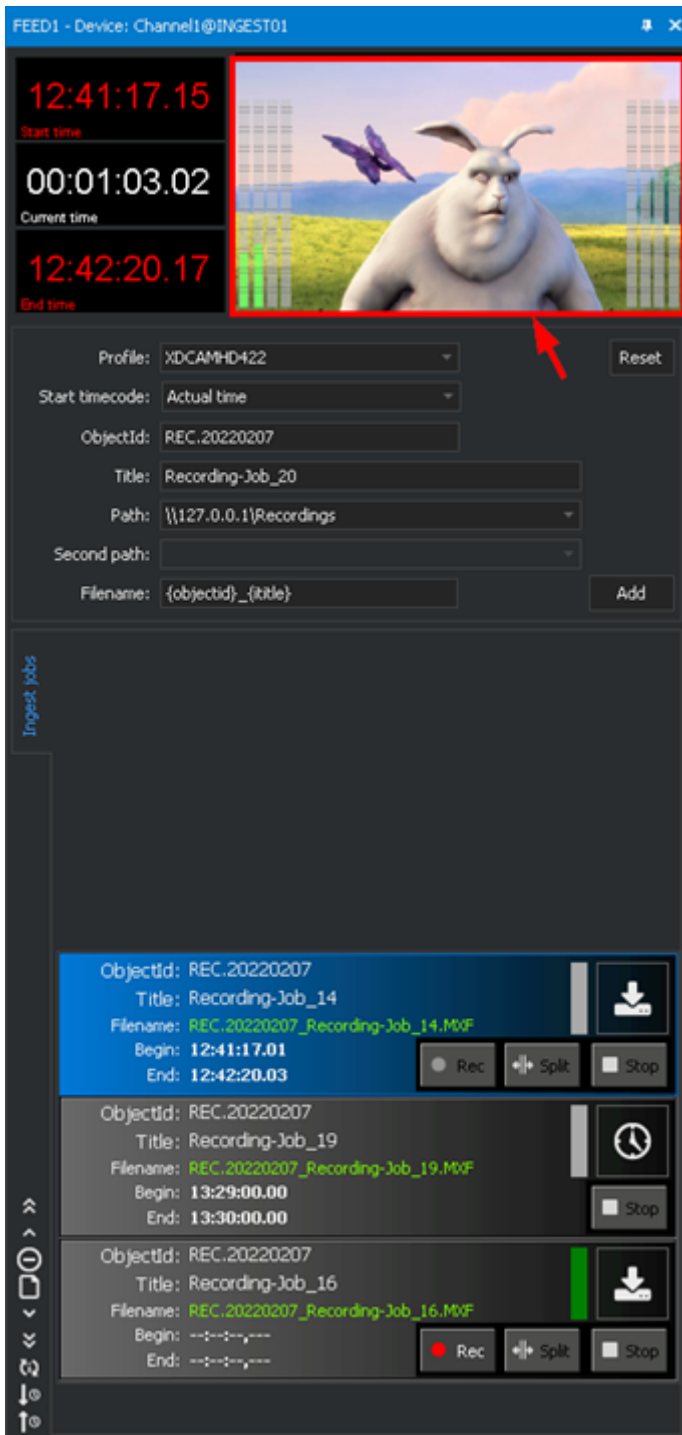 FEED1 - Device: Channel1@INGEST01
12:41:17.15
Start time
00:01:03.02
Current time
12:42:20.17
End time
Profile: XDCAMHD422 Reset
Start timecode: Actual time
ObjectId: REC.20220207
Title: Recording-Job_20
Path: \\127.0.0.1\Recordings
Second path:
Filename: {objectid}_{ititle} Add
Ingest jobs
ObjectId: REC.20220207
Title: Recording-Job_14
Filename: REC.20220207_Recording-Job_14.MXF
Begin: 12:41:17.01
End: 12:42:20.03
Rec Split Stop
ObjectId: REC.20220207
Title: Recording-Job_19
Filename: REC.20220207_Recording-Job_19.MXF
Begin: 13:29:00.00
End: 13:30:00.00
Stop
ObjectId: REC.20220207
Title: Recording-Job_16
Filename: REC.20220207_Recording-Job_16.MXF
Begin: --:--:--,---
End: --:--:--,---
Rec Split Stop